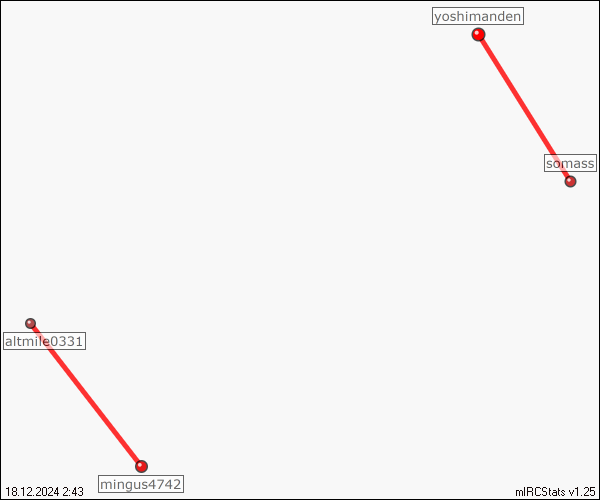 yoshimanden
somass
altmile0331
mingus4742
18.12.2024 2:43
mIRCStats v1.25